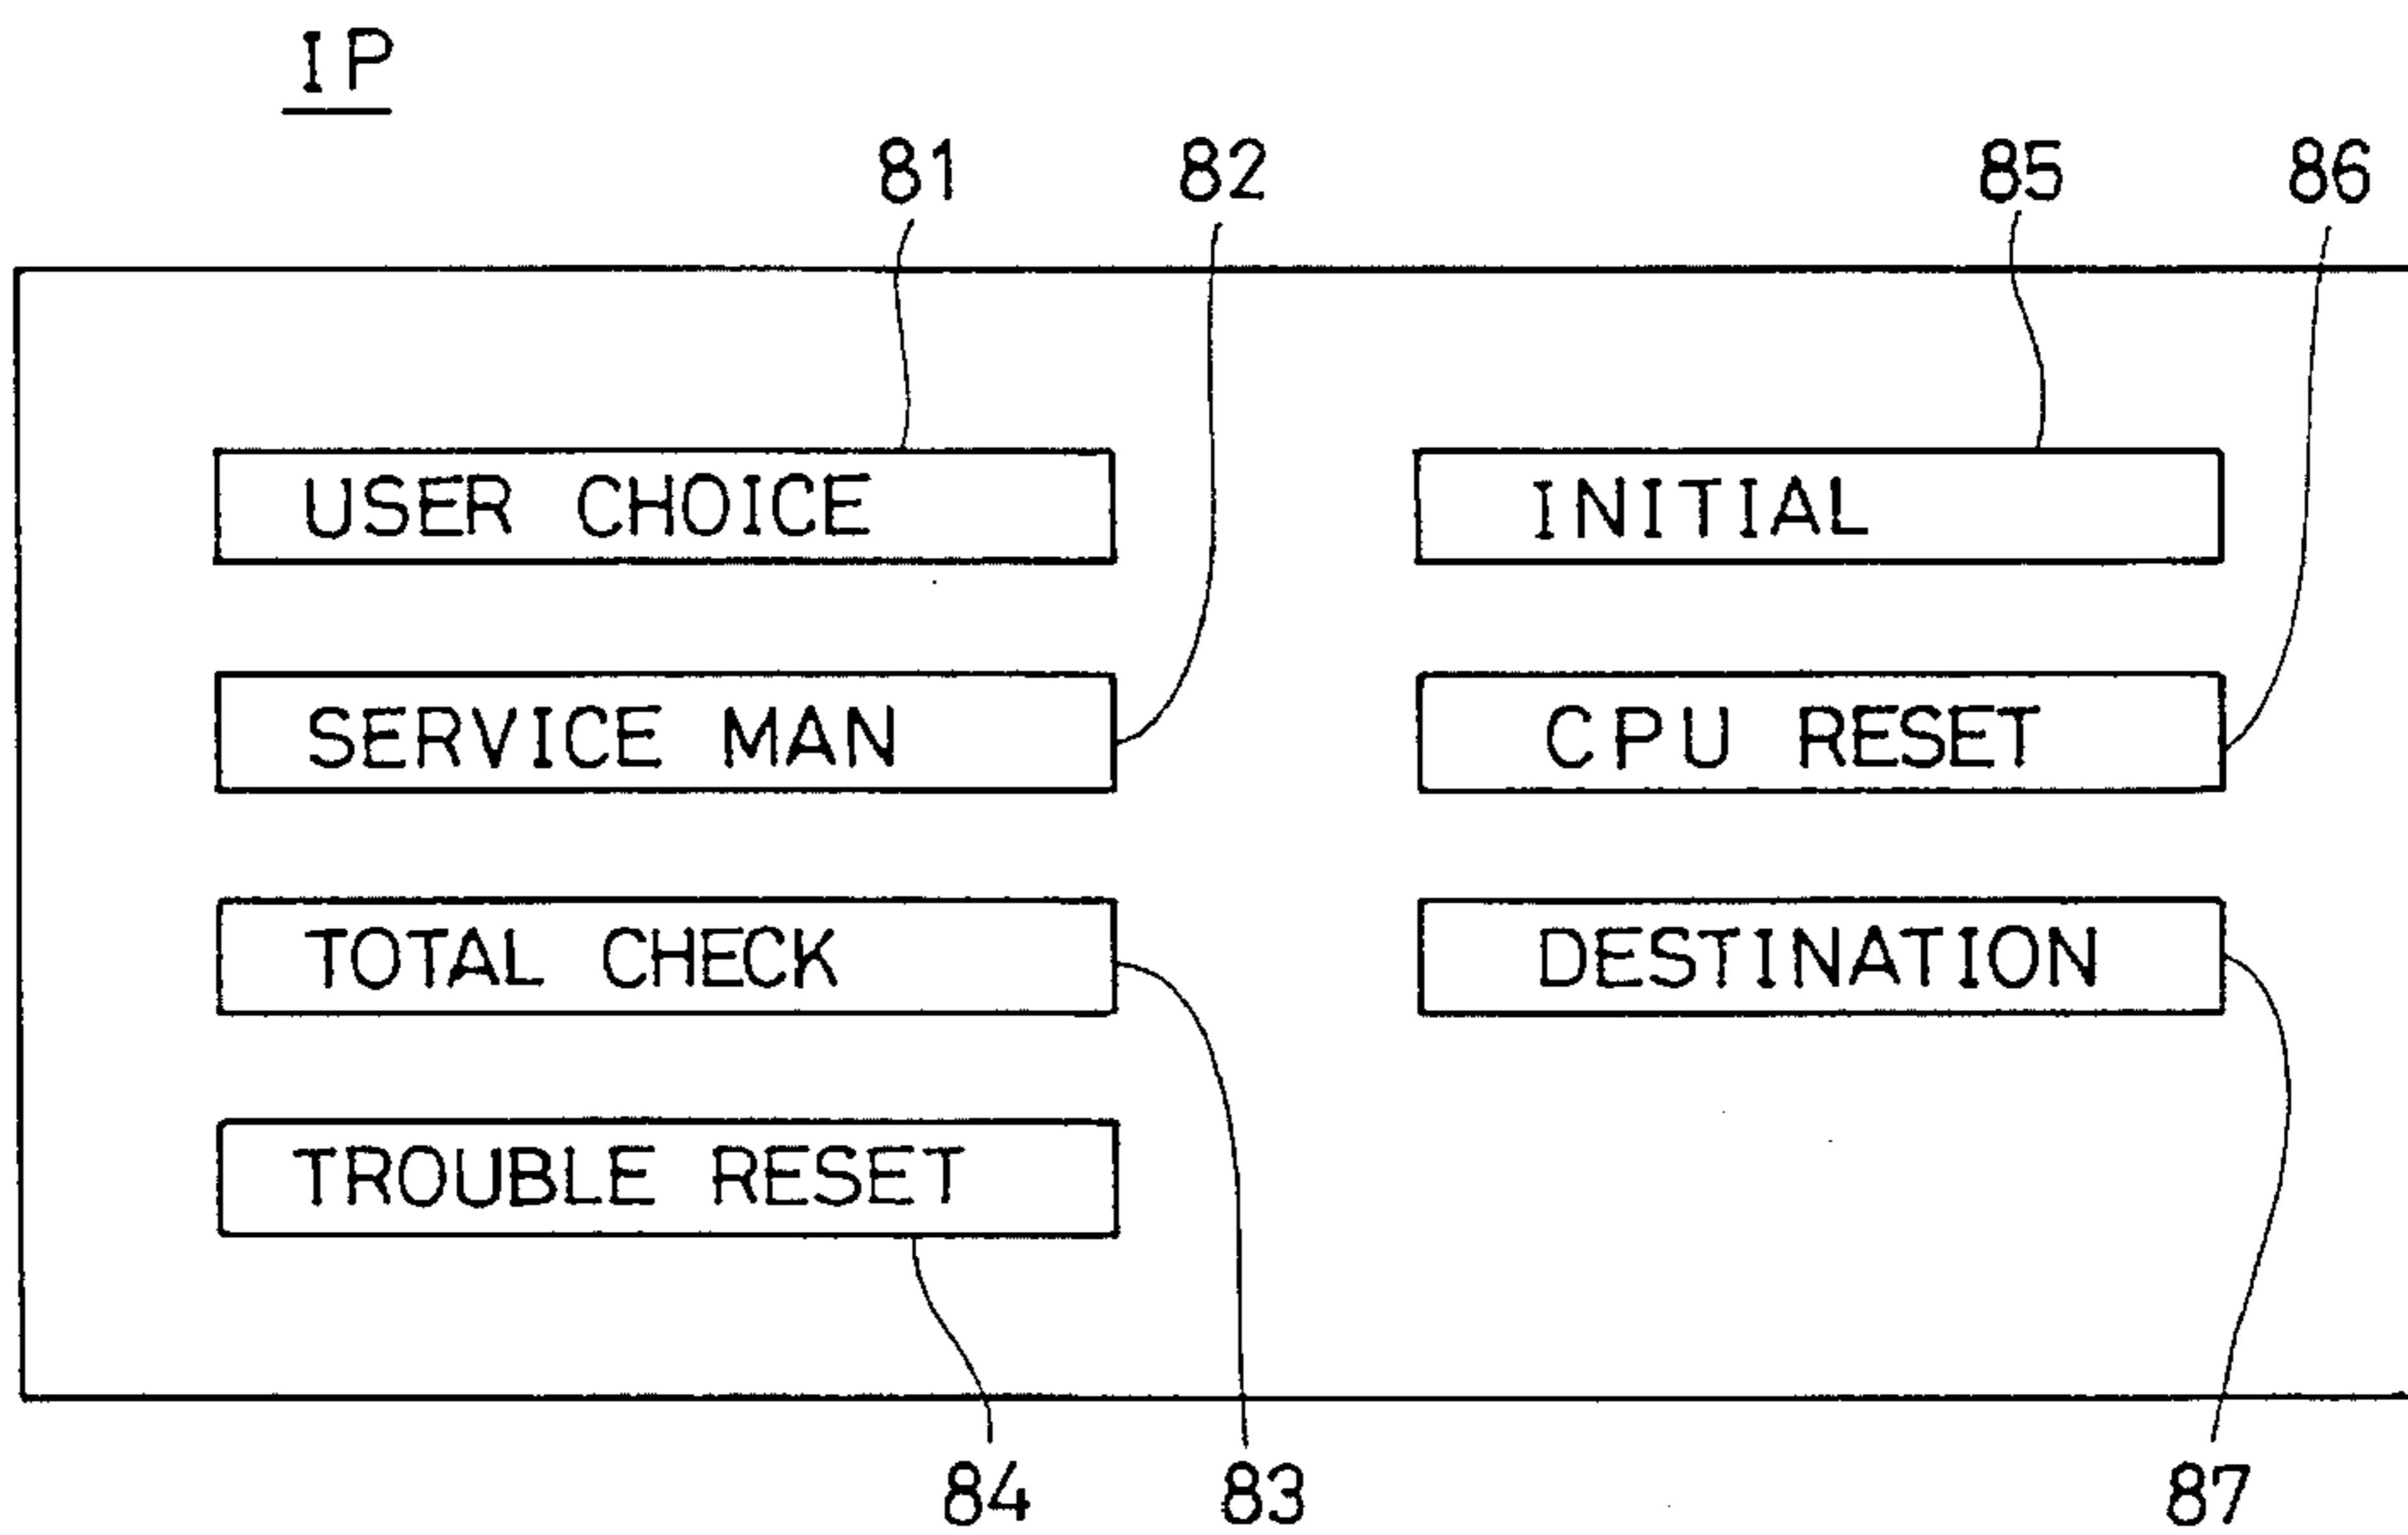 IP
81 82 85 86
USER CHOICE INITIAL
SERVICE MAN CPU RESET
TOTAL CHECK DESTINATION
TROUBLE RESET
84 83 87